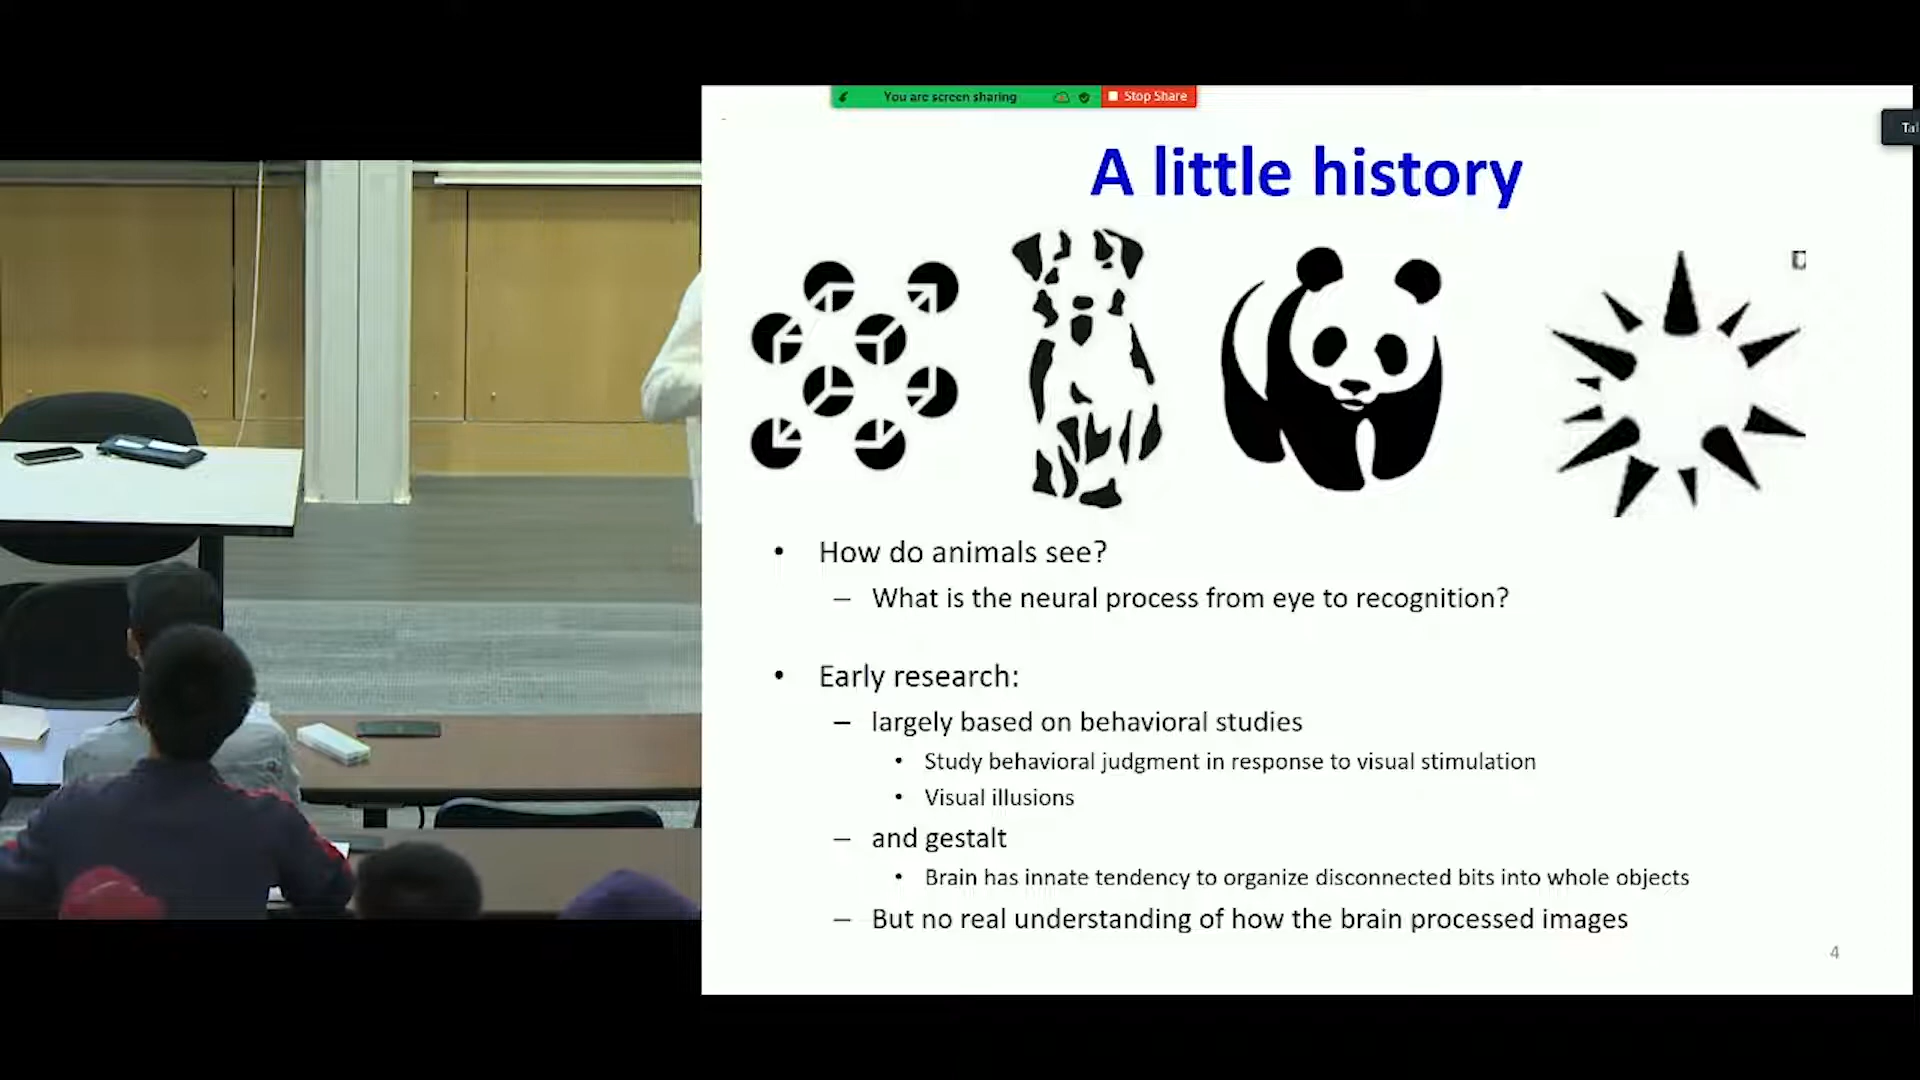 You are screen sharing
Stop Share
A little history
• How do animals see?
– What is the neural process from eye to recognition?
• Early research:
– largely based on behavioral studies
• Study behavioral judgment in response to visual stimulation
• Visual illusions
– and gestalt
• Brain has innate tendency to organize disconnected bits into whole objects
– But no real understanding of how the brain processed images
4